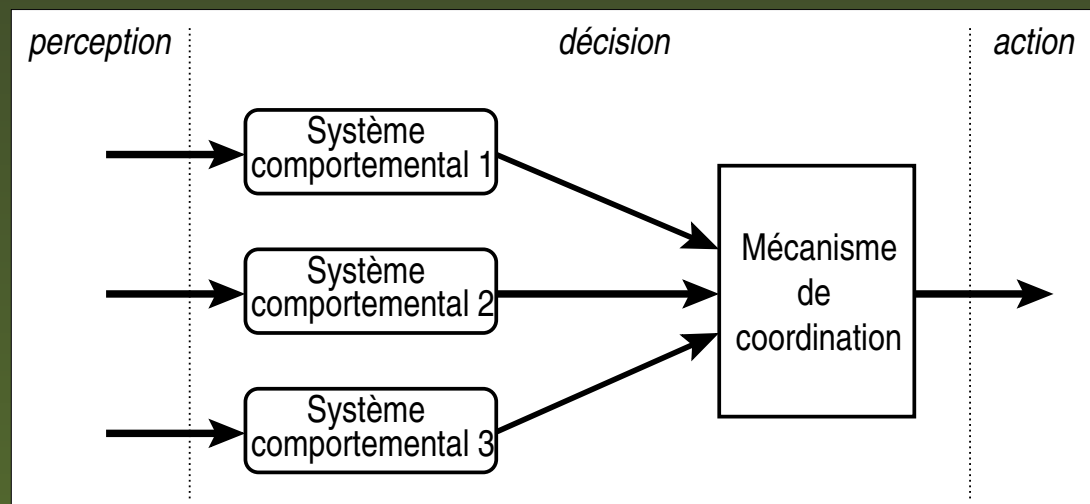 perception
décision
action
Système
comportemental 1
Système
comportemental 2
Système
comportemental 3
Mécanisme
de
coordination